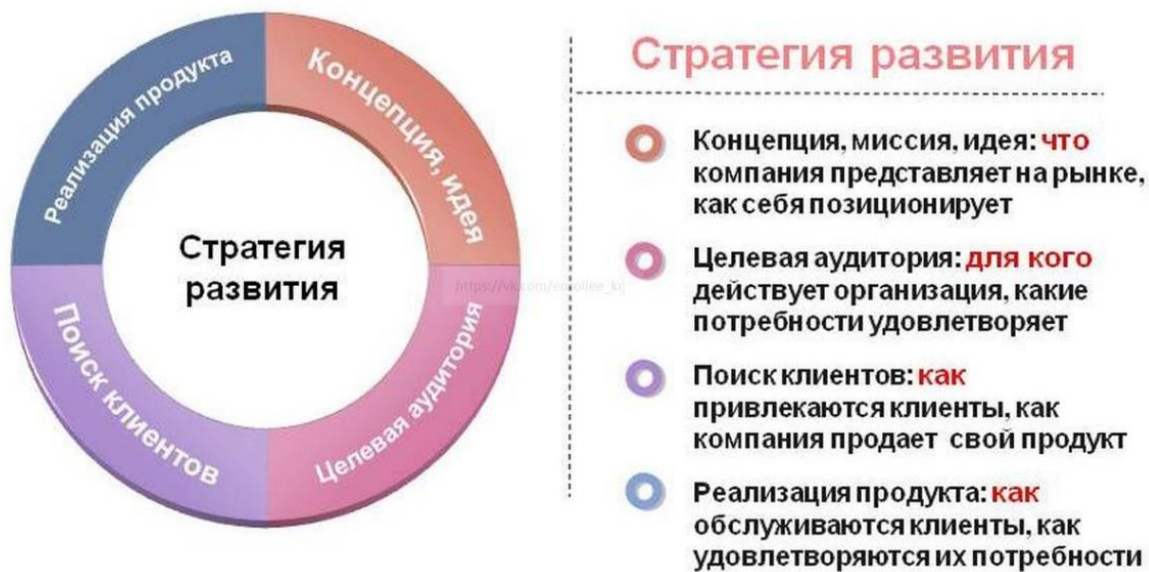 Реализация продукта
Концепция, идея
Поиск клиентов
Целевая аудитория
Стратегия
развития
Стратегия развития
Концепция, миссия, идея: что
компания представляет на рынке,
как себя позиционирует
Целевая аудитория: для кого
действует организация, какие
потребности удовлетворяет
Поиск клиентов: как
привлекаются клиенты, как
компания продает свой продукт
Реализация продукта: как
обслуживаются клиенты, как
удовлетворяются их потребности